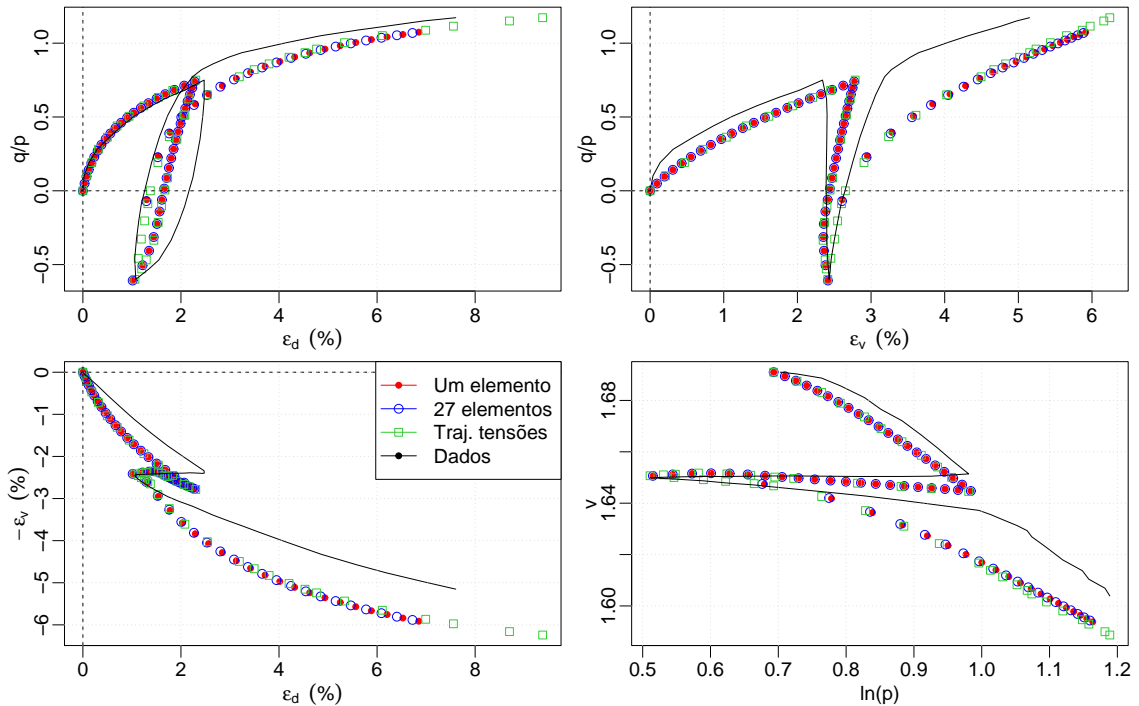 q/p
1.0
0.5
0.0
−0.5
0 2 4 6 8
ε_d (%)
q/p
1.0
0.5
0.0
−0.5
0 1 2 3 4 5 6
ε_v (%)
− ε_v (%)
0
−1
−2
−3
−4
−5
−6
0 2 4 6 8
ε_d (%)
Um elemento
27 elementos
Traj. tensões
Dados
v
1.68
1.64
1.60
0.5 0.6 0.7 0.8 0.9 1.0 1.1 1.2
ln(p)